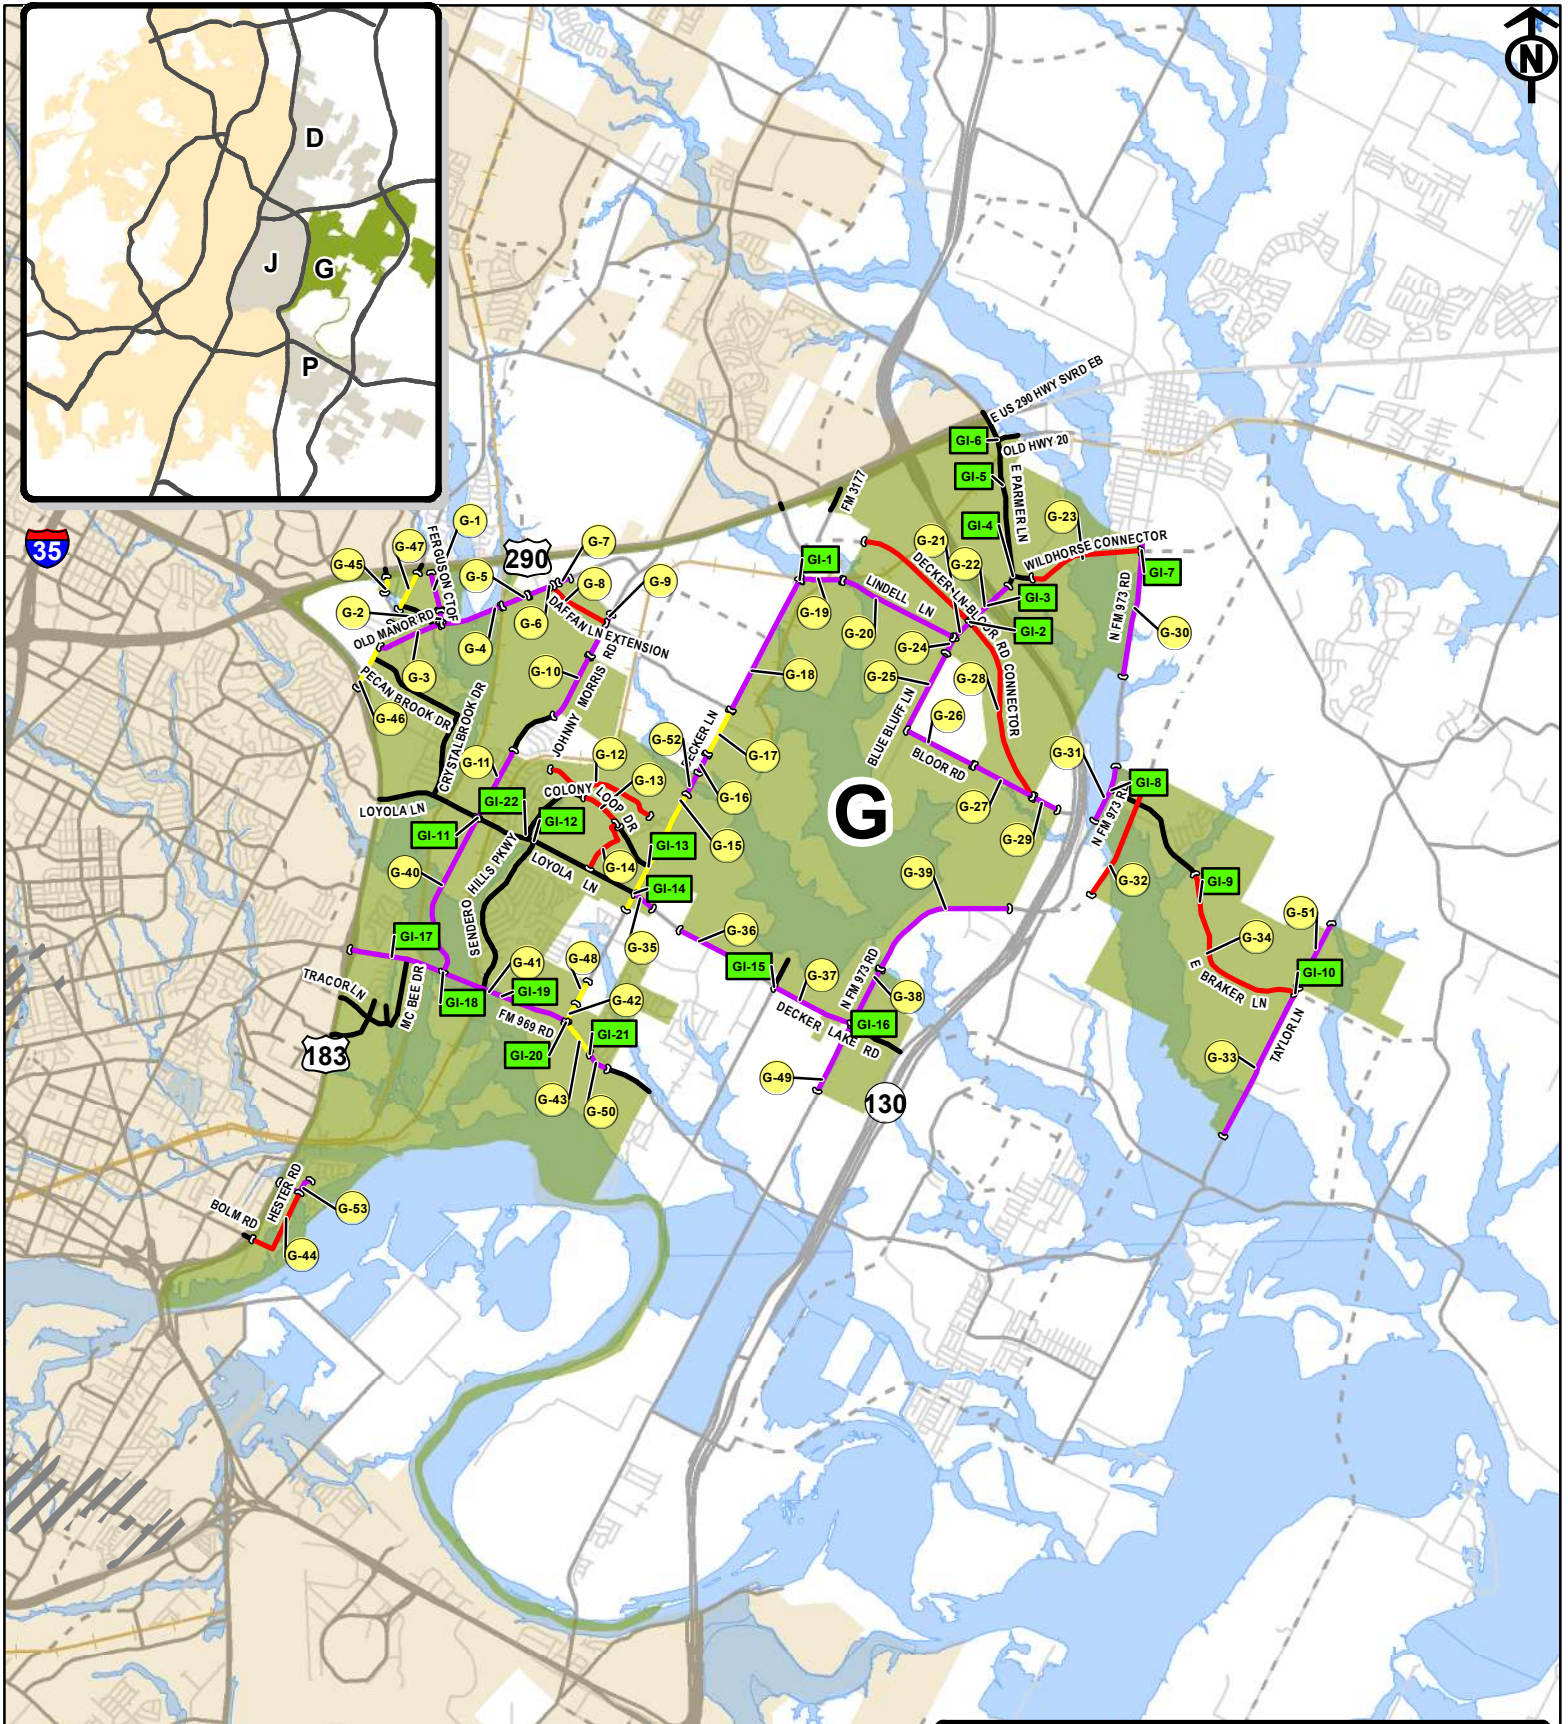 D
J
G
P
N
E US 290 HWY SVRD EB
GI-6
OLD HWY 20
GI-5
E PARMER LN
FM 3177
GI-4
G-23
35
FERGUSON CTOF
G-1
G-47
G-45
290
G-7
G-5
G-8
G-9
G-2
G-6
OLD MANOR RD
G-4
G-3
DAFFAN LN EXTENSION
G-10
JOHNNY MORRIS RD
PECAN BROOK DR
G-46
CRYSTALBROOK DR
GI-1
G-19
LINDELL LN
G-20
G-21
G-22
DECKER LN-BLOOR RD CONNECTOR
WILDHORSE CONNECTOR
GI-7
GI-3
GI-2
N FM 973 RD
G-30
G-24
G-25
G-28
G-18
BLUE BLUFF LN
G-26
BLOOR RD
G-27
G-29
G-52
DECKER LN
G-17
G-16
G-15
G-11
G-12
G-13
COLONY LOOP DR
LOYOLA LN
GI-22
GI-12
GI-11
GI-13
G-14
GI-14
LOYOLA LN
SENDERO HILLS PKWY
G-40
G
G-31
GI-8
N FM 973 RD
G-32
GI-9
G-34
G-51
GI-10
E BRAKER LN
TAYLOR LN
G-33
G-39
G-35
G-36
GI-15
G-37
N FM 973 RD
G-38
GI-16
DECKER LAKE RD
G-49
130
GI-17
TRACOR LN
MC BEE DR
GI-18
G-41
GI-19
G-48
G-42
FM 969 RD
GI-21
GI-20
G-43
G-50
183
HESTER RD
BOLM RD
G-53
G-44